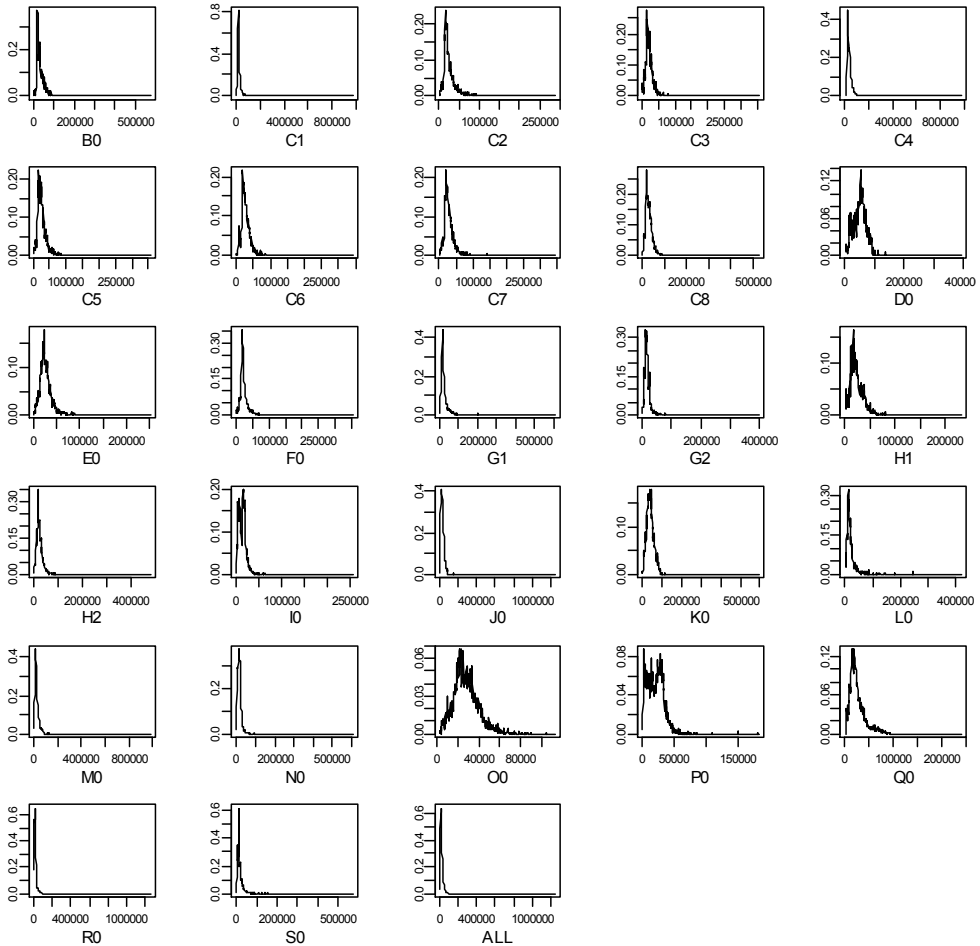 0.0 0.2
0 200000 500000
B0
0.0 0.4 0.8
0 400000 800000
C1
0.00 0.10 0.20
0 100000 250000
C2
0.00 0.10 0.20
0 100000 250000
C3
0.0 0.2 0.4
0 400000 1000000
C4
0.00 0.10 0.20
0 100000 250000
C5
0.00 0.10 0.20
0 100000 300000
C6
0.00 0.10 0.20
0 100000 250000
C7
0.00 0.10 0.20
0 200000 500000
C8
0.00 0.06 0.12
0 200000 40000
D0
0.00 0.10
0 100000 200000
E0
0.00 0.15 0.30
0 100000 250000
F0
0.0 0.2 0.4
0 200000 500000
G1
0.00 0.15 0.30
0 200000 400000
G2
0.00 0.10
0 100000 200000
H1
0.00 0.15 0.30
0 200000 400000
H2
0.00 0.10 0.20
0 100000 250000
I0
0.0 0.2 0.4
0 400000 1000000
J0
0.00 0.10
0 200000 500000
K0
0.00 0.15 0.30
0 200000 400000
L0
0.0 0.2 0.4
0 400000 800000
M0
0.0 0.2
0 200000 500000
N0
0.00 0.03 0.06
0 40000 80000
O0
0.00 0.04 0.08
0 50000 150000
P0
0.00 0.06 0.12
0 100000 200000
Q0
0.0 0.2 0.4 0.6
0 400000 1000000
R0
0.0 0.2 0.4 0.6
0 200000 500000
S0
0.0 0.2 0.4 0.6
0 400000 1000000
ALL